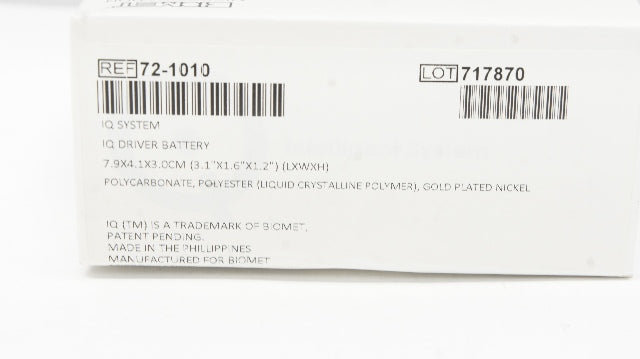 REF 72-1010
LOT 717870
IQ SYSTEM
IQ DRIVER BATTERY
7.9X4.1X3.0CM (3.1"X1.6"X1.2") (LXWXH)
POLYCARBONATE, POLYESTER (LIQUID CRYSTALLINE POLYMER), GOLD PLATED NICKEL
IQ (TM) IS A TRADEMARK OF BIOMET,
PATENT PENDING.
MADE IN THE PHILIPPINES
MANUFACTURED FOR BIOMET